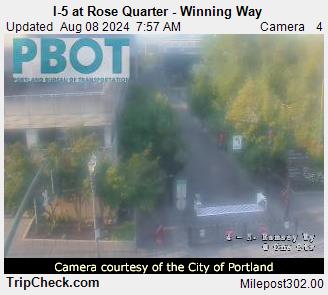 I-5 at Rose Quarter - Winning Way
Updated Aug 08 2024 7:57 AM Camera 4
PBOT
PORTLAND BUREAU OF TRANSPORTATION
Camera courtesy of the City of Portland
TripCheck.com Milepost302.00